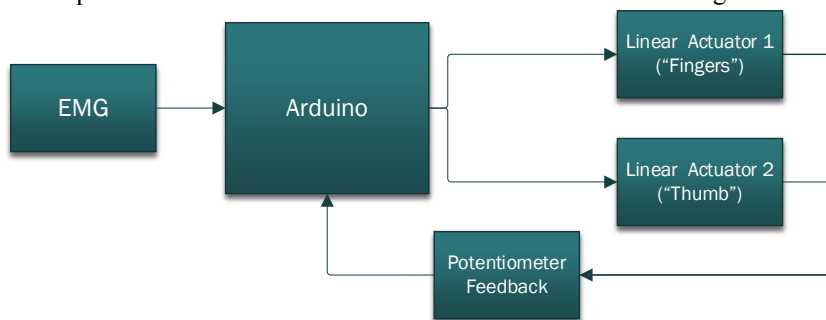 EMG
Arduino
Linear Actuator 1
(“Fingers”)
Linear Actuator 2
(“Thumb”)
Potentiometer
Feedback